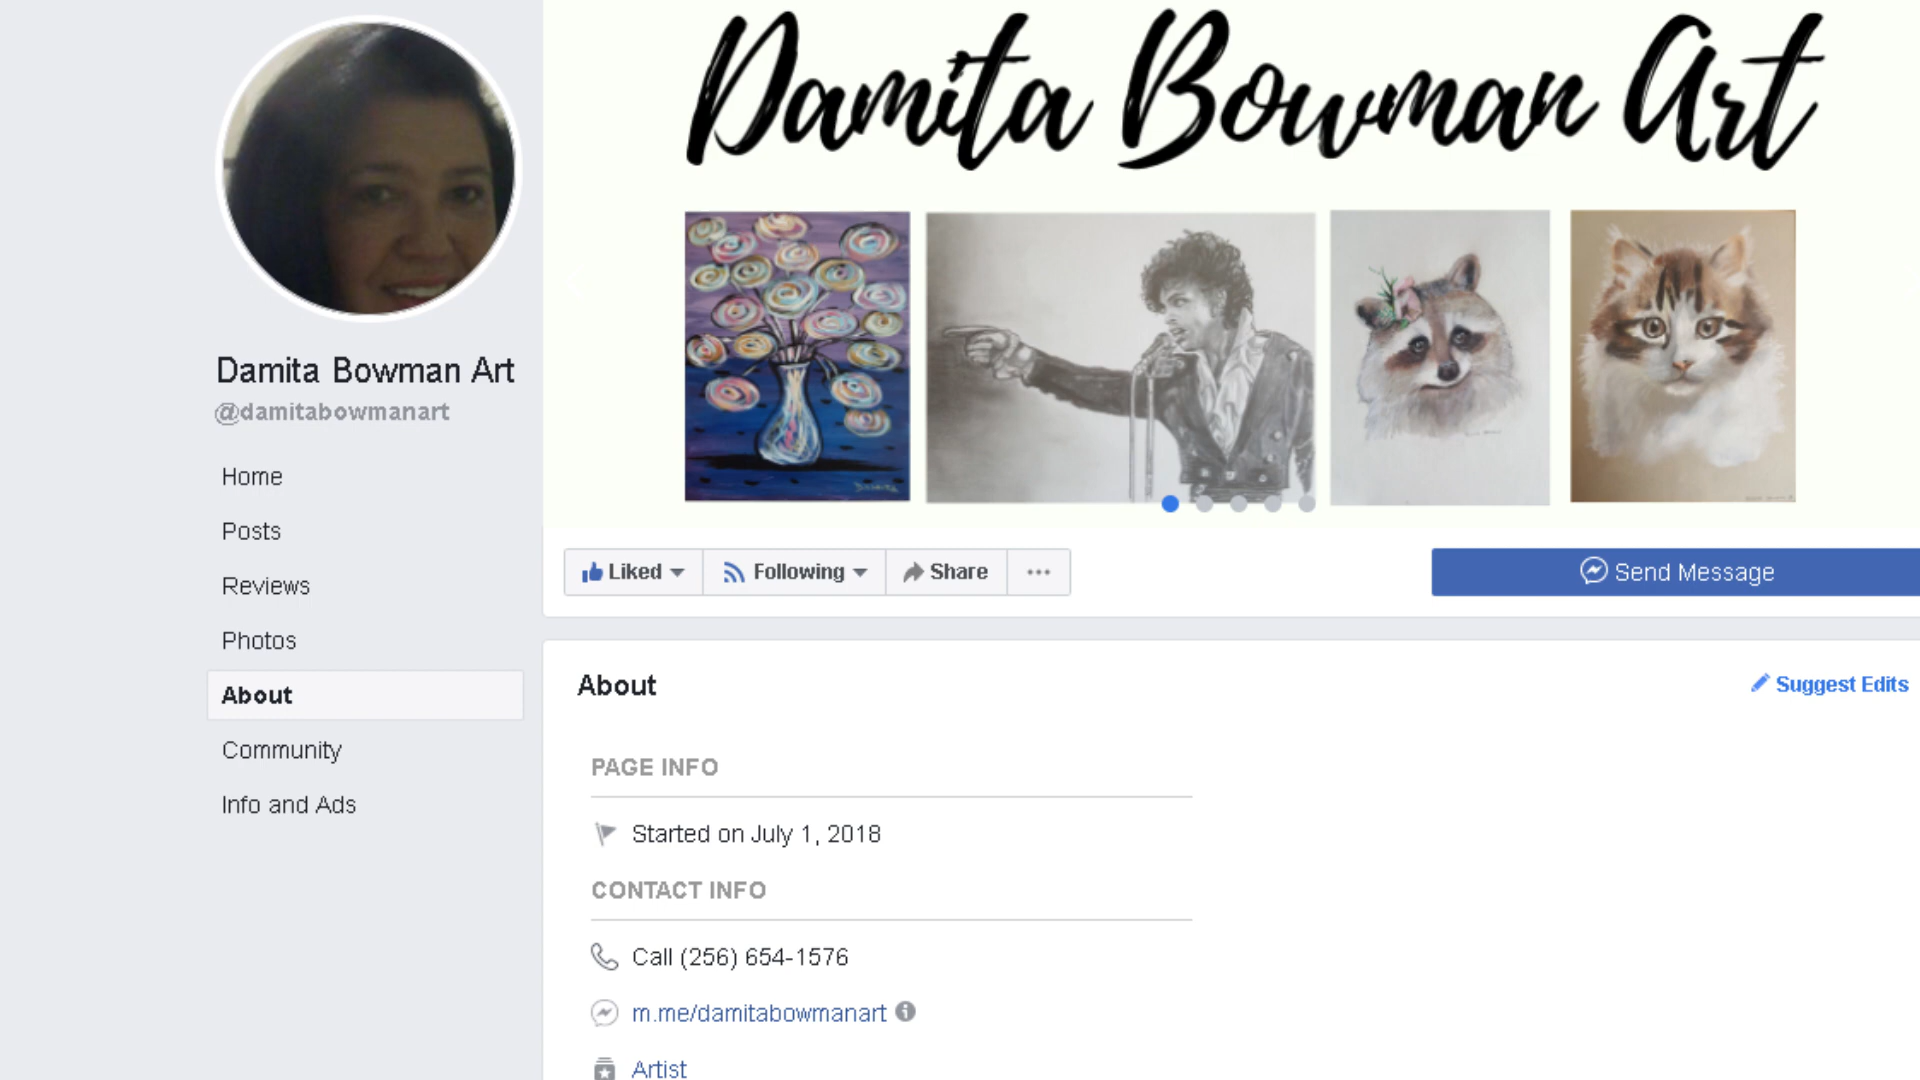 Damita Bowman Art
Damita Bowman Art
@damitabowmanart
Home
Posts
Reviews
Photos
About
Community
Info and Ads
Liked
Following
Share
Send Message
About
Suggest Edits
PAGE INFO
Started on July 1, 2018
CONTACT INFO
Call (256) 654-1576
m.me/damitabowmanart
Artist